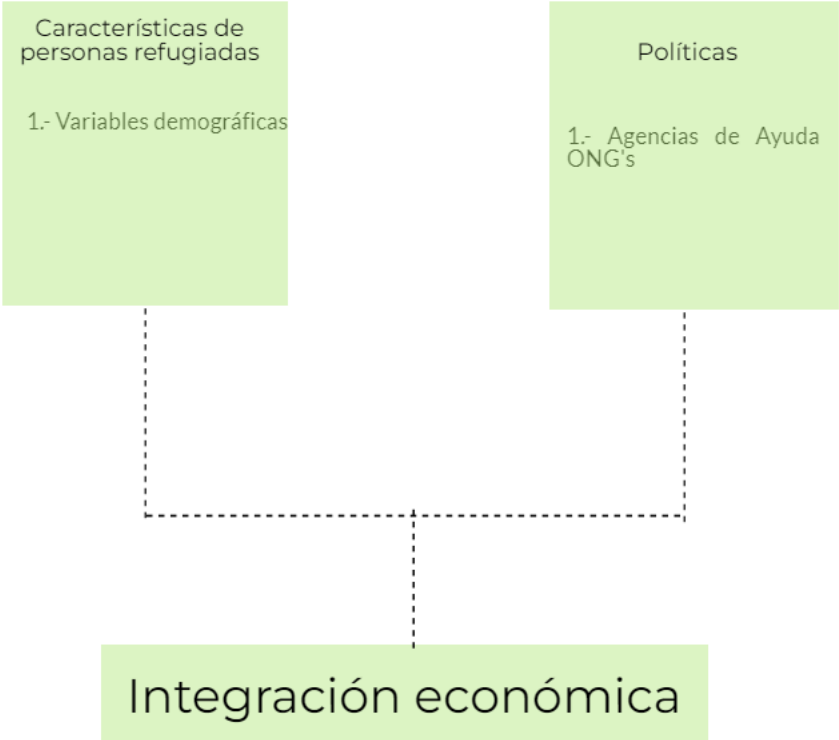 Características de
personas refugiadas
1.- Variables demográficas
Políticas
1.- Agencias de Ayuda
ONG's
Integración económica